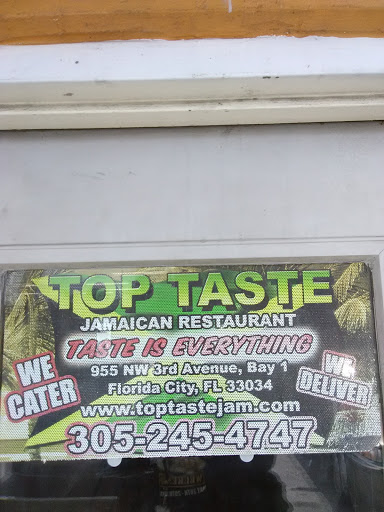 TOP TASTE
JAMAICAN RESTAURANT
TASTE IS EVERYTHING
WE
CATER
955 NW 3rd Avenue, Bay 1
Florida City, FL 33034
WE
DELIVER
www.toptastejam.com
305-245-4747